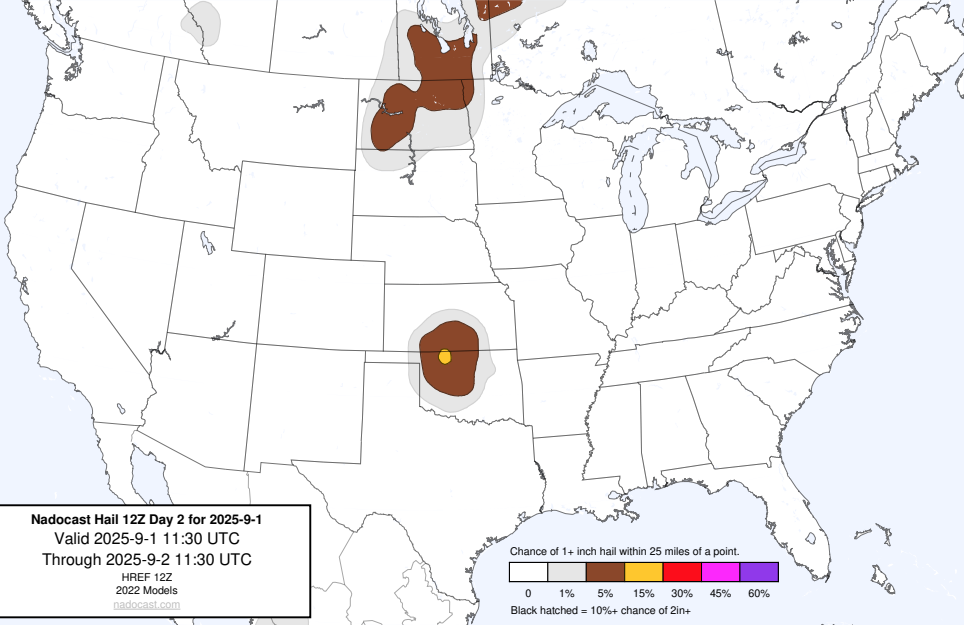 Nadocast Hail 12Z Day 2 for 2025-9-1
Valid 2025-9-1 11:30 UTC
Through 2025-9-2 11:30 UTC
HREF 12Z
2022 Models
nadocast.com
Chance of 1+ inch hail within 25 miles of a point.
0 1% 5% 15% 30% 45% 60%
Black hatched = 10%+ chance of 2in+